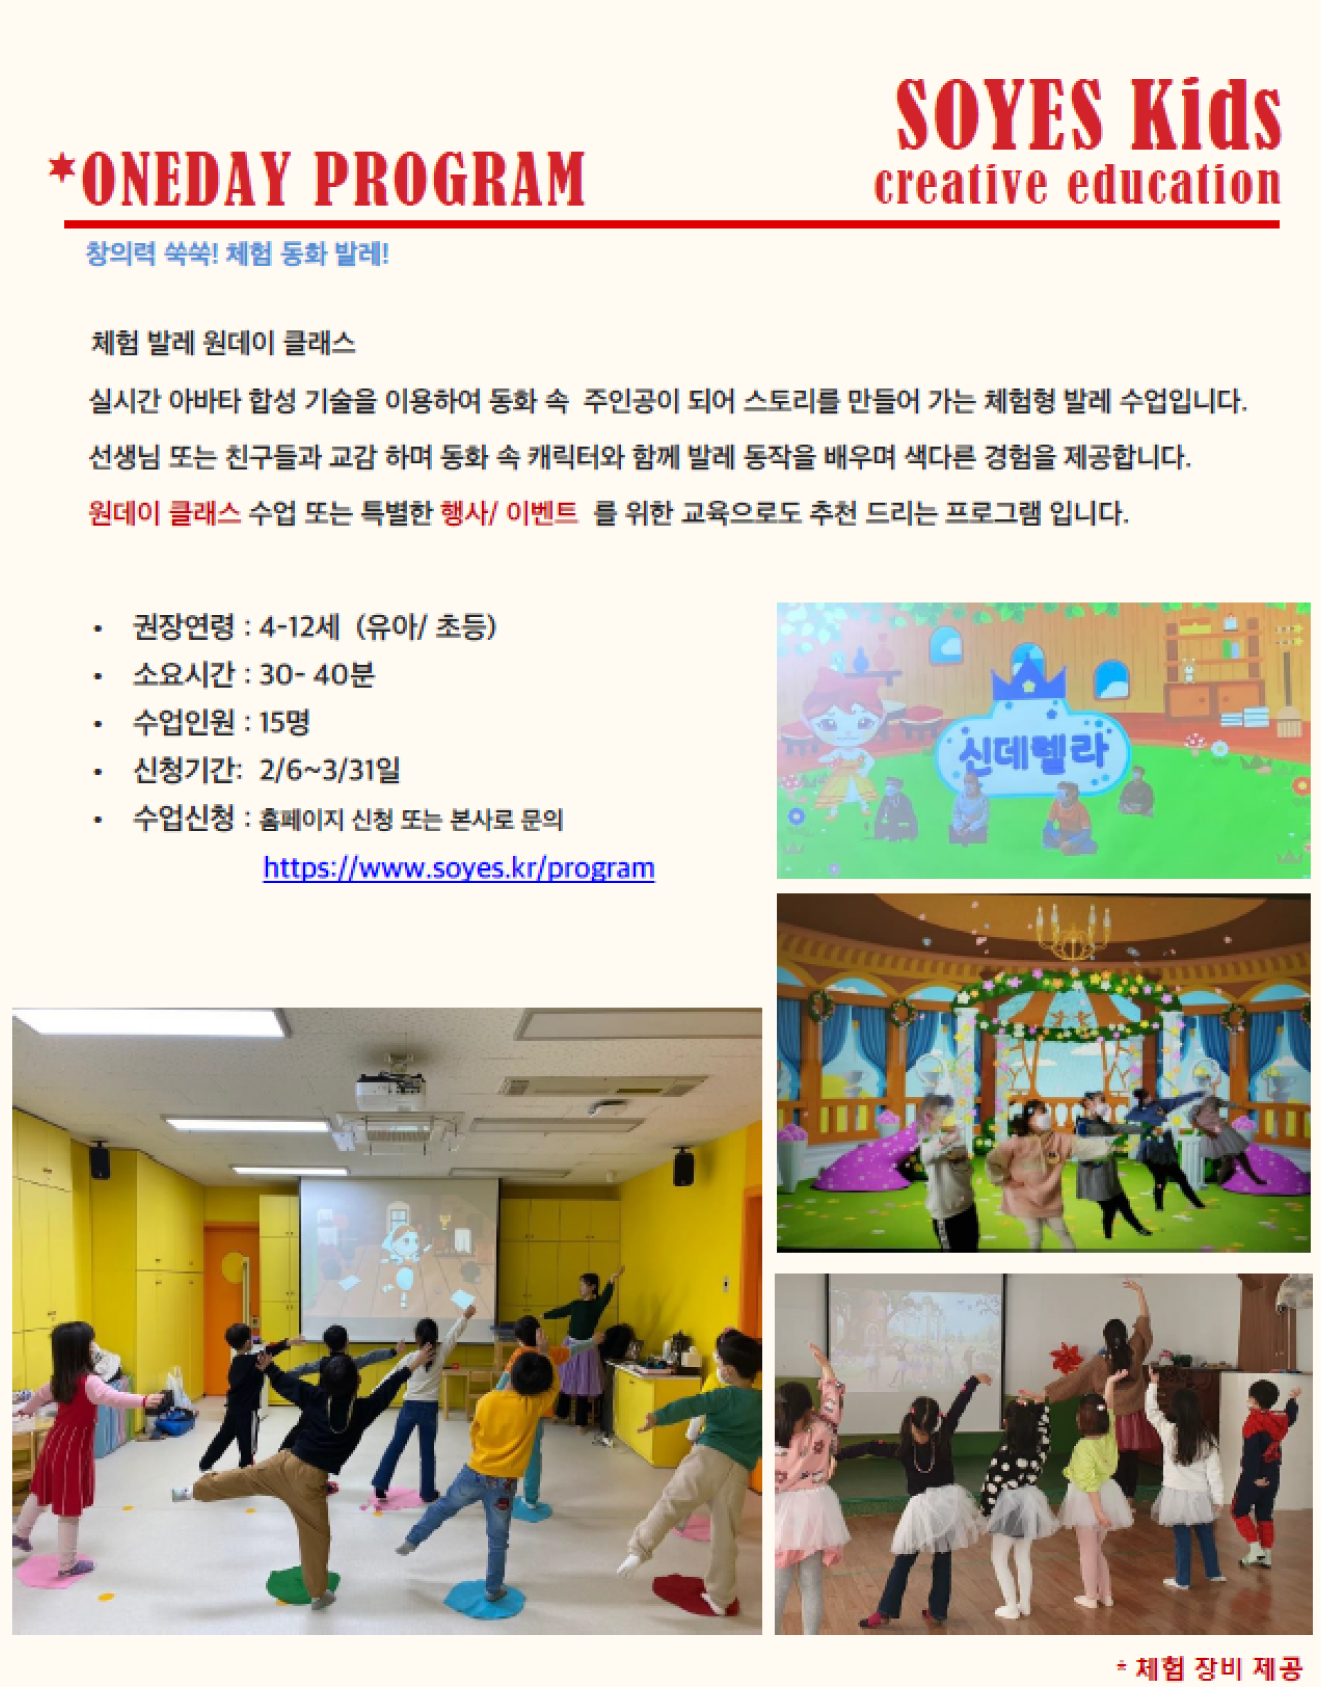 SOYES Kids
creative education
*ONEDAY PROGRAM
창의력 쑥쑥! 체험 동화 발레!
체험 발레 원데이 클래스
실시간 아바타 합성 기술을 이용하여 동화 속 주인공이 되어 스토리를 만들어 가는 체험형 발레 수업입니다.
선생님 또는 친구들과 교감 하며 동화 속 캐릭터와 함께 발레 동작을 배우며 색다른 경험을 제공합니다.
원데이 클래스 수업 또는 특별한 행사/ 이벤트 를 위한 교육으로도 추천 드리는 프로그램 입니다.
• 권장연령 : 4-12세 (유아/ 초등)
• 소요시간 : 30- 40분
• 수업인원 : 15명
• 신청기간: 2/6~3/31일
• 수업신청 : 홈페이지 신청 또는 본사로 문의
https://www.soyes.kr/program
신데렐라
* 체험 장비 제공